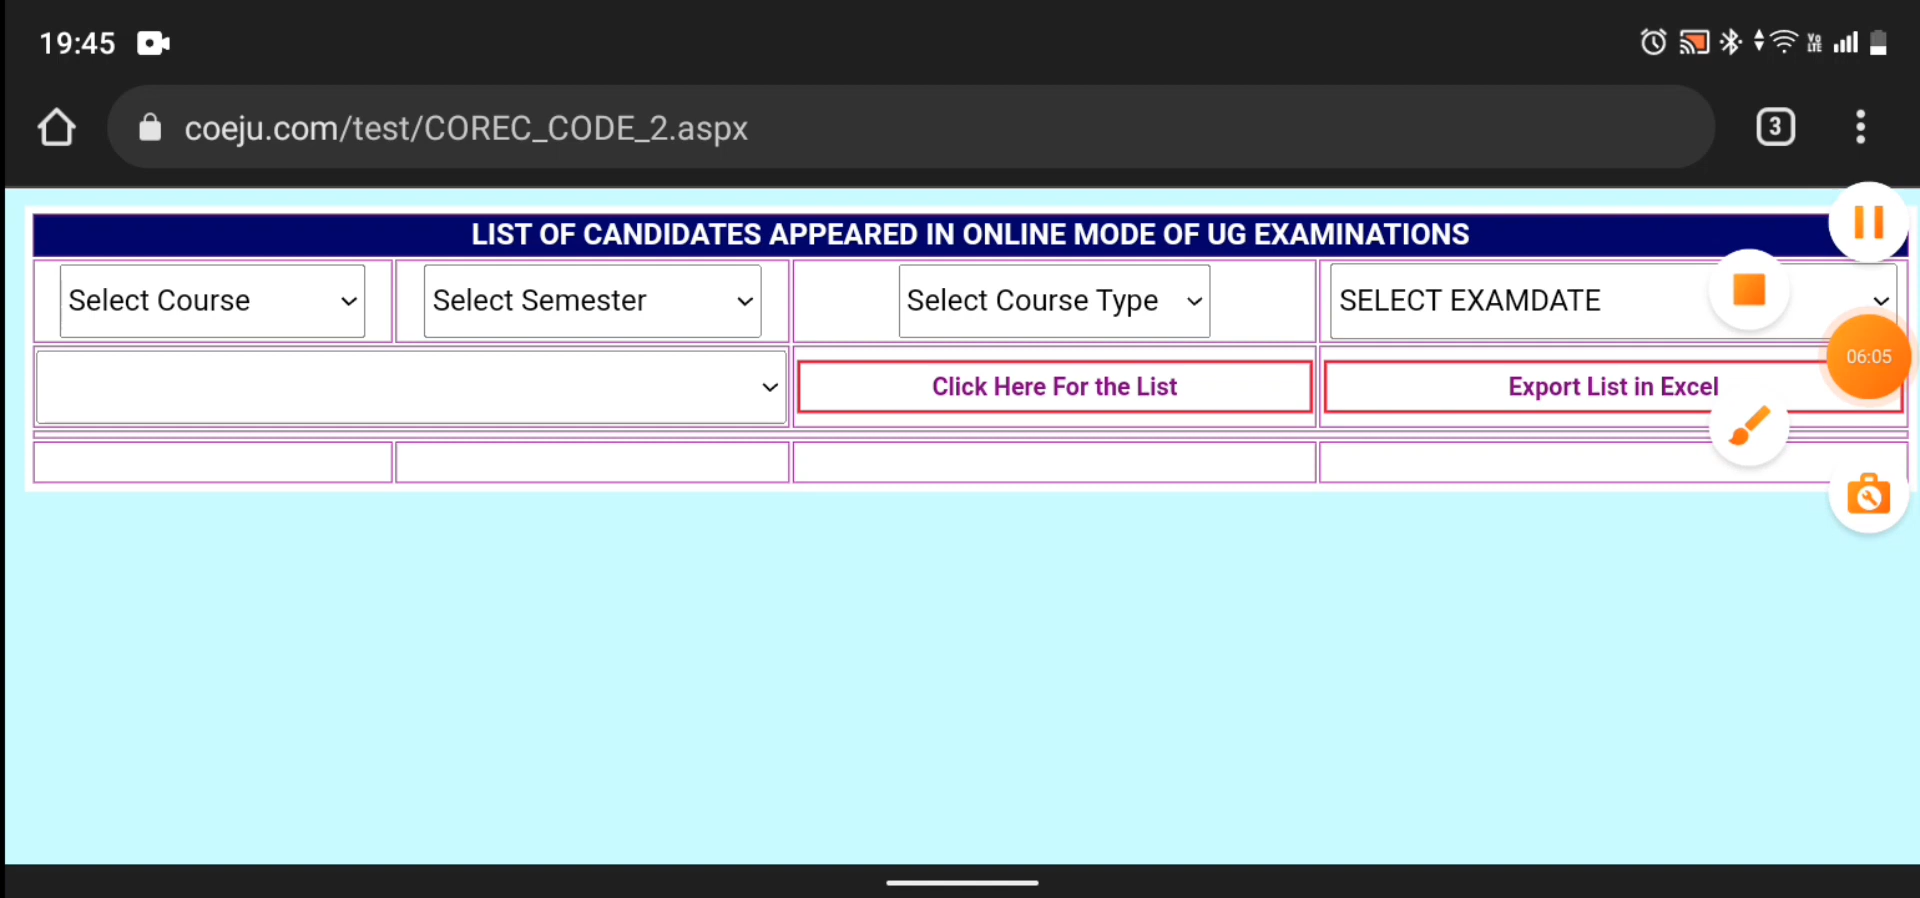 19:45
coeju.com/test/COREC_CODE_2.aspx
3
LIST OF CANDIDATES APPEARED IN ONLINE MODE OF UG EXAMINATIONS
Select Course
Select Semester
Select Course Type
SELECT EXAMDATE
06:05
Click Here For the List
Export List in Excel